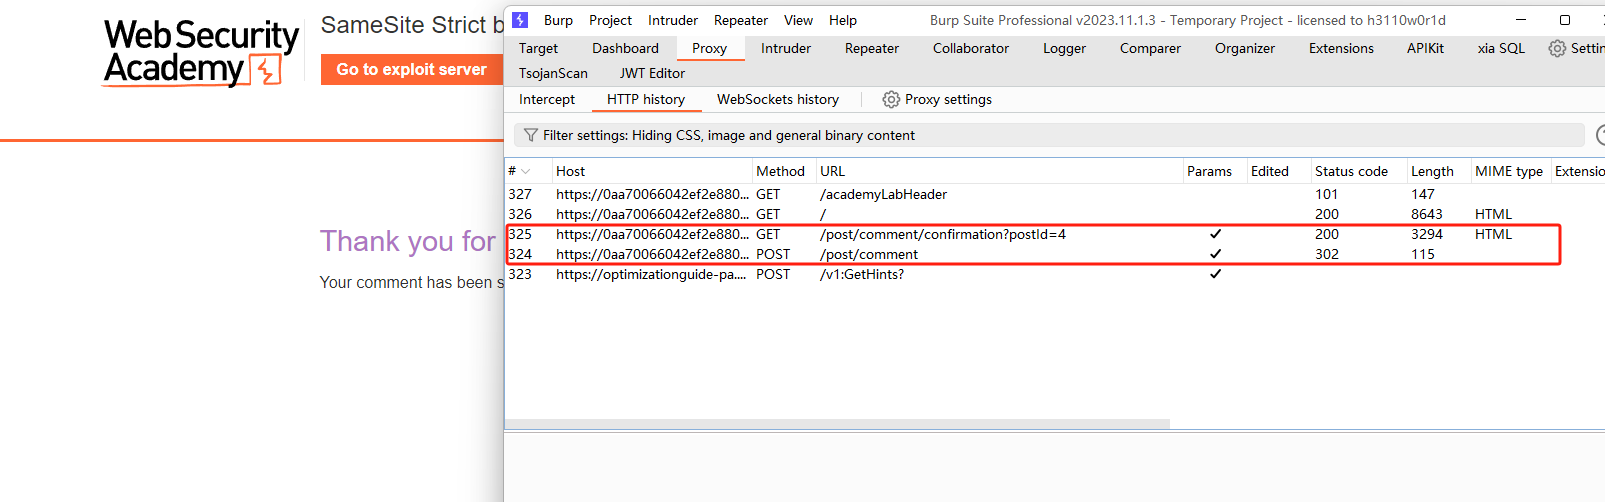 Web Security
Academy
SameSite Strict b
Go to exploit server
Thank you for
Your comment has been s
Burp Project Intruder Repeater View Help Burp Suite Professional v2023.11.1.3 - Temporary Project - licensed to h3110w0r1d
Target Dashboard Proxy Intruder Repeater Collaborator Logger Comparer Organizer Extensions APIKit xia SQL Settin
TsojanScan JWT Editor
Intercept HTTP history WebSockets history Proxy settings
Filter settings: Hiding CSS, image and general binary content
# Host Method URL Params Edited Status code Length MIME type Extensio
327 https://0aa70066042ef2e880... GET /academyLabHeader 101 147
326 https://0aa70066042ef2e880... GET / 200 8643 HTML
325 https://0aa70066042ef2e880... GET /post/comment/confirmation?postId=4 ✓ 200 3294 HTML
324 https://0aa70066042ef2e880... POST /post/comment ✓ 302 115
323 https://optimizationguide-pa.... POST /v1:GetHints? ✓